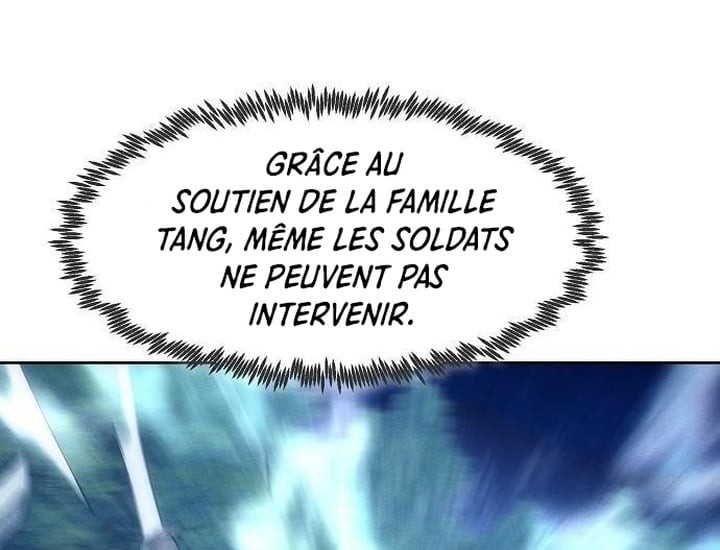 GRÂCE AU
SOUTIEN DE LA FAMILLE
TANG, MÊME LES SOLDATS
NE PEUVENT PAS
INTERVENIR.